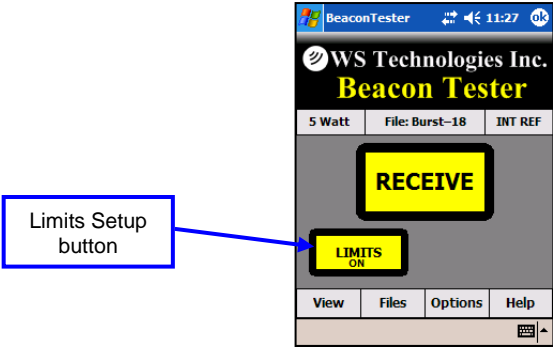 BeaconTester 11:27 ok
WS Technologies Inc.
Beacon Tester
5 Watt File: Burst–18 INT REF
RECEIVE
Limits Setup
button
LIMITS
ON
View Files Options Help